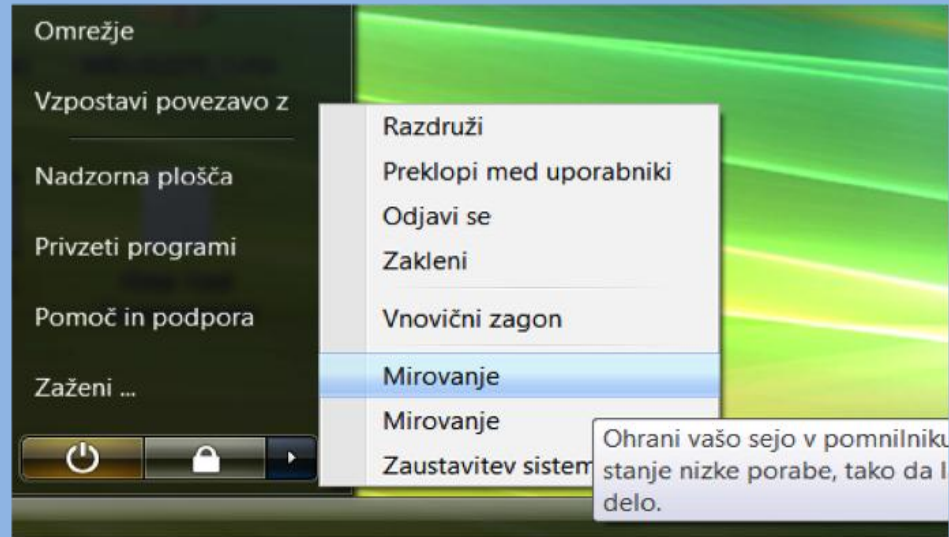 Omrežje
Vzpostavi povezavo z
Nadzorna plošča
Privzeti programi
Pomoč in podpora
Zaženi ...
Razdruži
Preklopi med uporabniki
Odjavi se
Zakleni
Vnovični zagon
Mirovanje
Mirovanje
Zaustavitev sistem
Ohrani vašo sejo v pomnilniku
stanje nizke porabe, tako da l
delo.